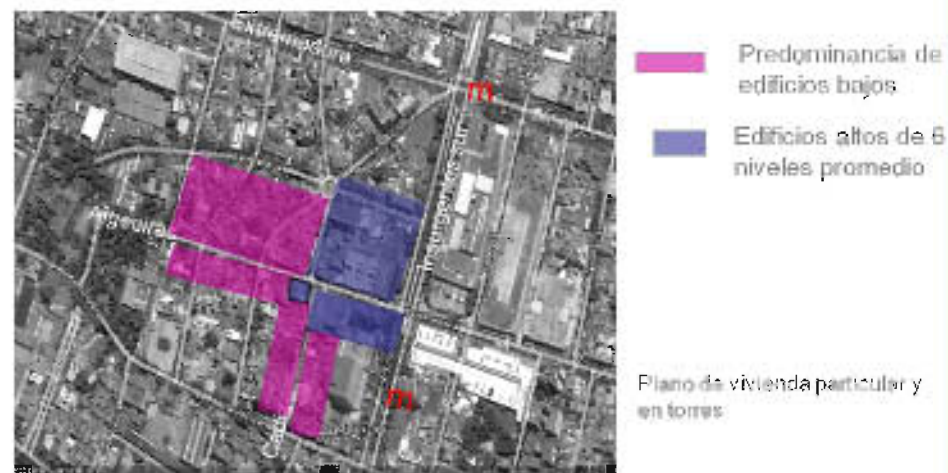 Extremadura
m
Predominancia de
edificios bajos
Edificios altos de 6
niveles promedio
Insurgentes sur
m
Plano de vivienda particular y
en torres